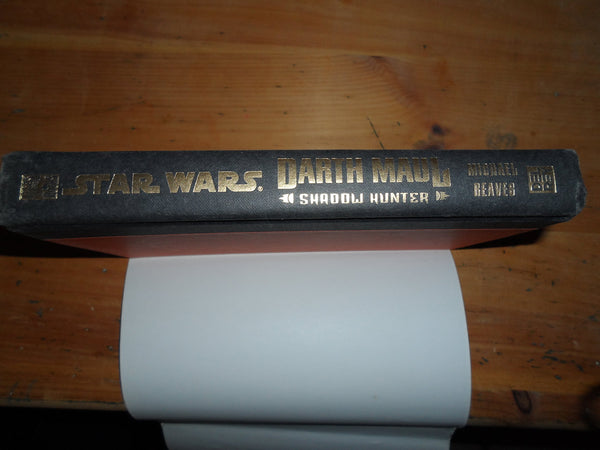 STAR WARS.
DARTH MAUL
SHADOW HUNTER
MICHAEL
REAVES